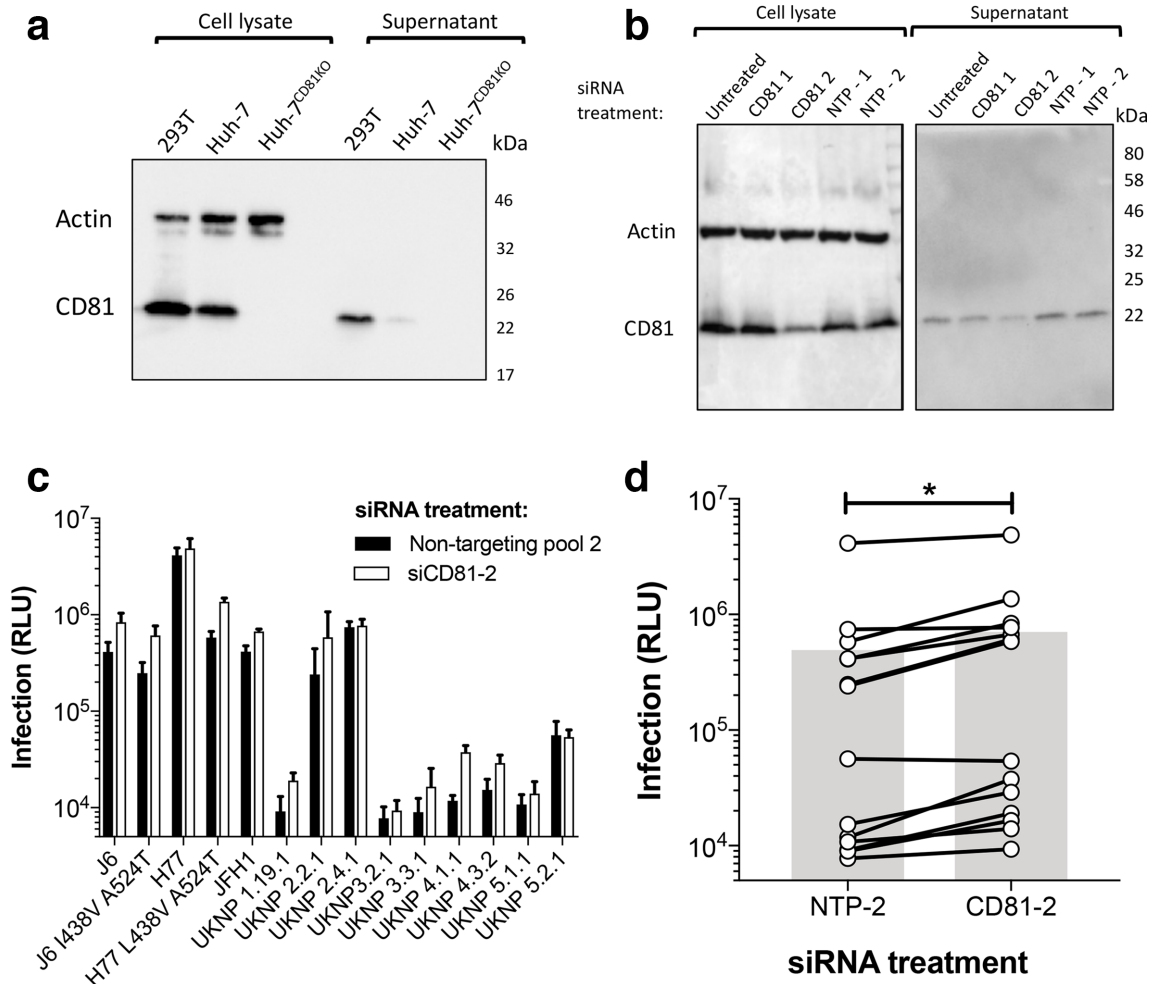 a
Cell lysate Supernatant
293T Huh-7 Huh-7CD81KO 293T Huh-7 Huh-7CD81KO
kDa
Actin
CD81
46
32
26
22
17
b
Cell lysate Supernatant
siRNA
treatment:
Untreated CD81 1 CD81 2 NTP - 1 NTP - 2 Untreated CD81 1 CD81 2 NTP - 1 NTP - 2
kDa
Actin
CD81
80
58
46
32
25
22
c
siRNA treatment:
Non-targeting pool 2
siCD81-2
Infection (RLU)
10⁷
10⁶
10⁵
10⁴
J6
J6 I438V A524T
H77
H77 L438V A524T
JFH1
UKNP 1.19.1
UKNP 2.2.1
UKNP 2.4.1
UKNP3.2.1
UKNP 3.3.1
UKNP 4.1.1
UKNP 4.3.2
UKNP 5.1.1
UKNP 5.2.1
d
*
Infection (RLU)
10⁷
10⁶
10⁵
10⁴
NTP-2 CD81-2
siRNA treatment